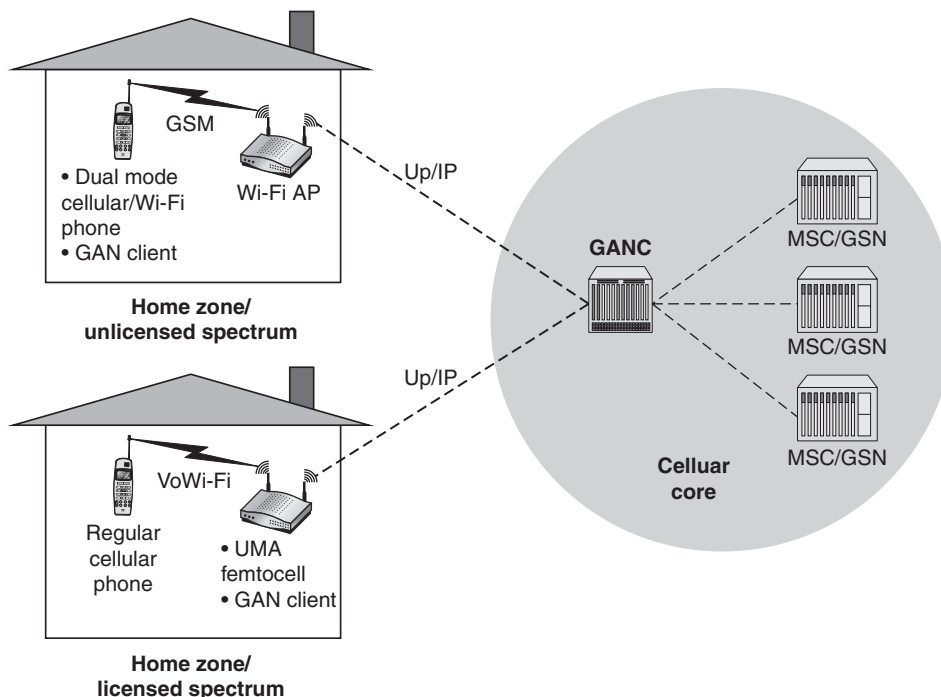 GSM
Wi-Fi AP
• Dual mode
cellular/Wi-Fi
phone
• GAN client
Home zone/
unlicensed spectrum
Up/IP
GANC
MSC/GSN
MSC/GSN
MSC/GSN
Celluar
core
Up/IP
VoWi-Fi
Regular
cellular
phone
• UMA
femtocell
• GAN client
Home zone/
licensed spectrum